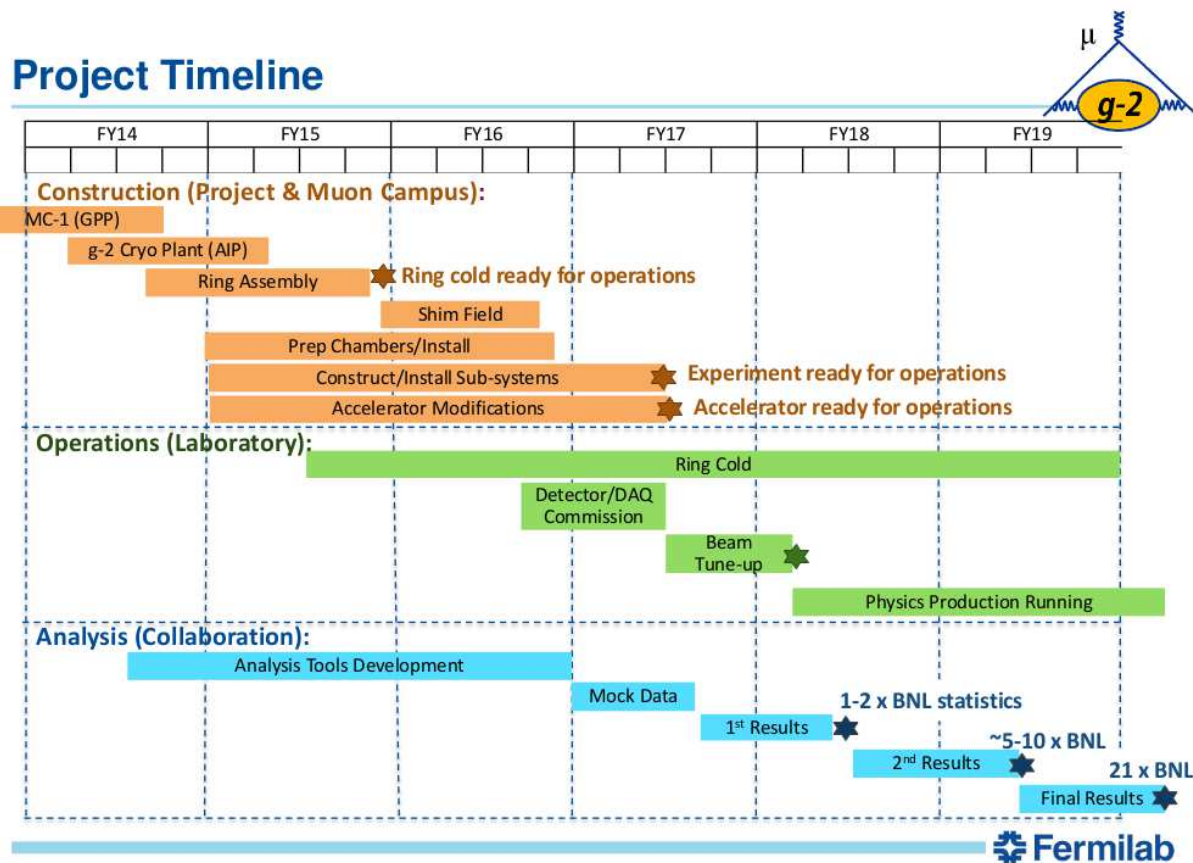 Project Timeline
μ
g-2
FY14 FY15 FY16 FY17 FY18 FY19
Construction (Project & Muon Campus):
MC-1 (GPP)
g-2 Cryo Plant (AIP)
Ring Assembly
Ring cold ready for operations
Shim Field
Prep Chambers/Install
Construct/Install Sub-systems
Experiment ready for operations
Accelerator Modifications
Accelerator ready for operations
Operations (Laboratory):
Ring Cold
Detector/DAQ
Commission
Beam
Tune-up
Physics Production Running
Analysis (Collaboration):
Analysis Tools Development
Mock Data
1-2 x BNL statistics
1st Results
~5-10 x BNL
2nd Results
21 x BNL
Final Results
Fermilab